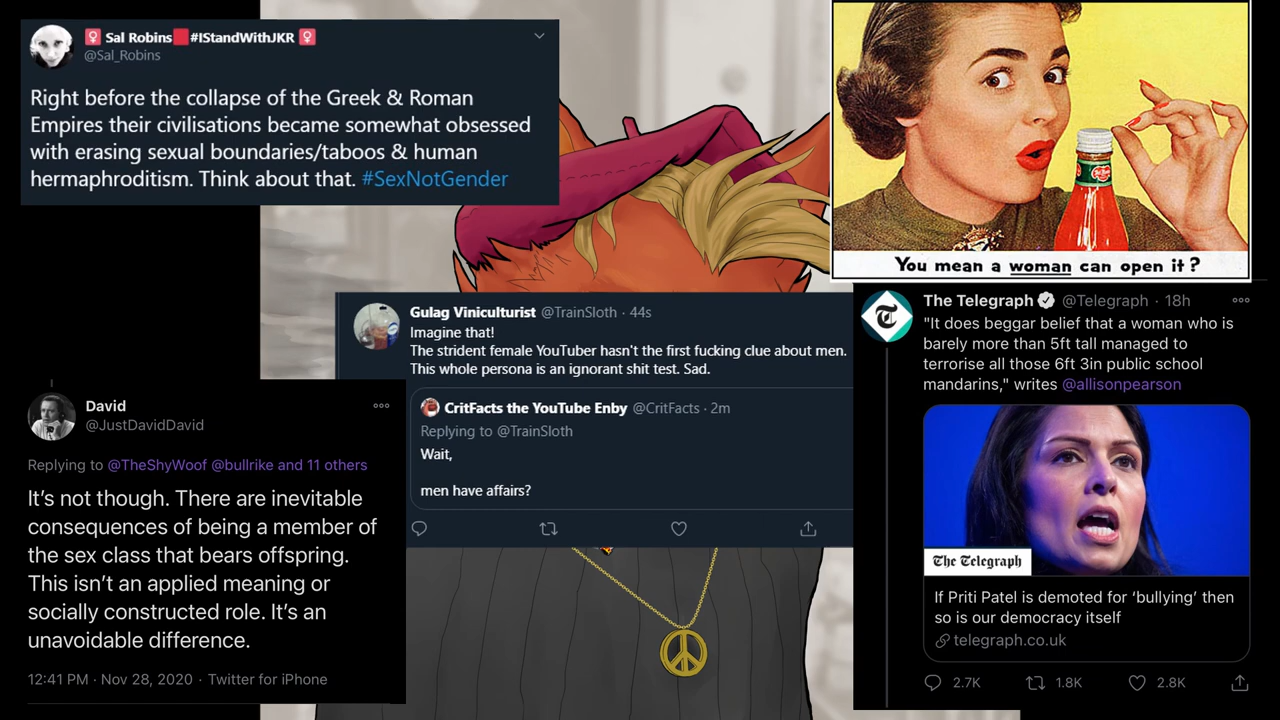 Sal Robins #IStandWithJKR
@Sal_Robins
Right before the collapse of the Greek & Roman
Empires their civilisations became somewhat obsessed
with erasing sexual boundaries/taboos & human
hermaphroditism. Think about that. #SexNotGender
Del Monte
You mean a woman can open it?
Gulag Viniculturist @TrainSloth · 44s
Imagine that!
The strident female YouTuber hasn't the first fucking clue about men.
This whole persona is an ignorant shit test. Sad.
CritFacts the YouTube Enby @CritFacts · 2m
Replying to @TrainSloth
Wait,
men have affairs?
David
@JustDavidDavid
Replying to @TheShyWoof @bullrike and 11 others
It's not though. There are inevitable
consequences of being a member of
the sex class that bears offspring.
This isn't an applied meaning or
socially constructed role. It's an
unavoidable difference.
12:41 PM · Nov 28, 2020 · Twitter for iPhone
The Telegraph @Telegraph · 18h
"It does beggar belief that a woman who is
barely more than 5ft tall managed to
terrorise all those 6ft 3in public school
mandarins," writes @allisonpearson
The Telegraph
If Priti Patel is demoted for 'bullying' then
so is our democracy itself
telegraph.co.uk
2.7K 1.8K 2.8K